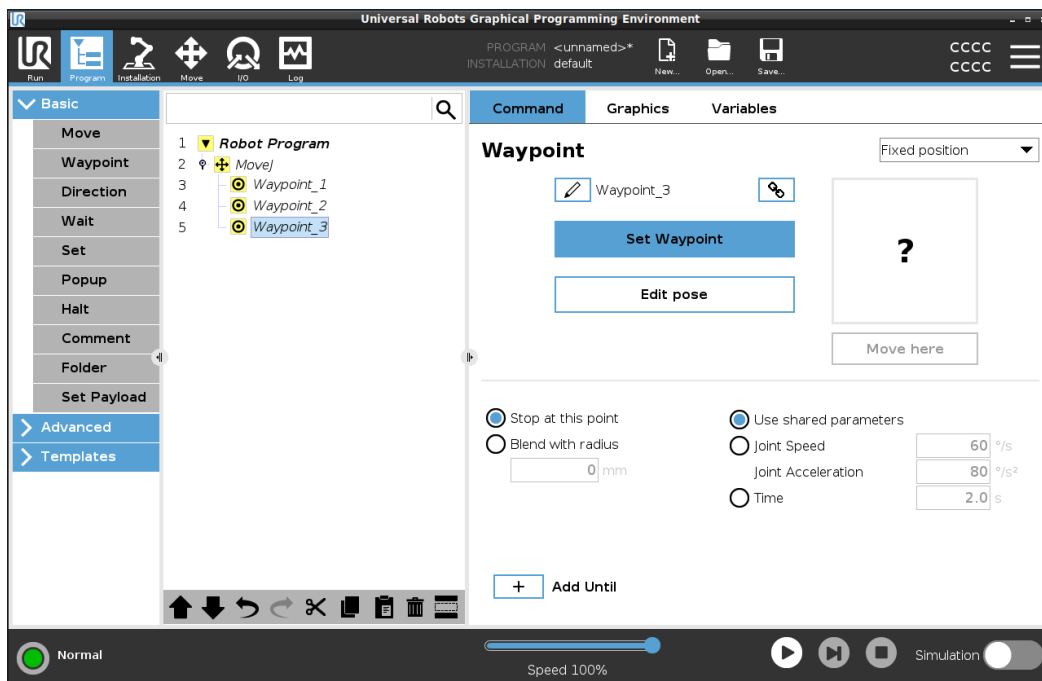 Universal Robots Graphical Programming Environment
UR
Run
Program
Installation
Move
I/O
Log
PROGRAM <unnamed>*
INSTALLATION default
New...
Open...
Save...
CCCC
CCCC
Basic
Move
Waypoint
Direction
Wait
Set
Popup
Halt
Comment
Folder
Set Payload
Advanced
Templates
1 Robot Program
2 MoveJ
3 Waypoint_1
4 Waypoint_2
5 Waypoint_3
Command Graphics Variables
Waypoint
Fixed position
Waypoint_3
Set Waypoint
Edit pose
?
Move here
Stop at this point
Blend with radius
0 mm
Use shared parameters
Joint Speed 60 °/s
Joint Acceleration 80 °/s²
Time 2.0 s
+ Add Until
Normal
Speed 100%
Simulation